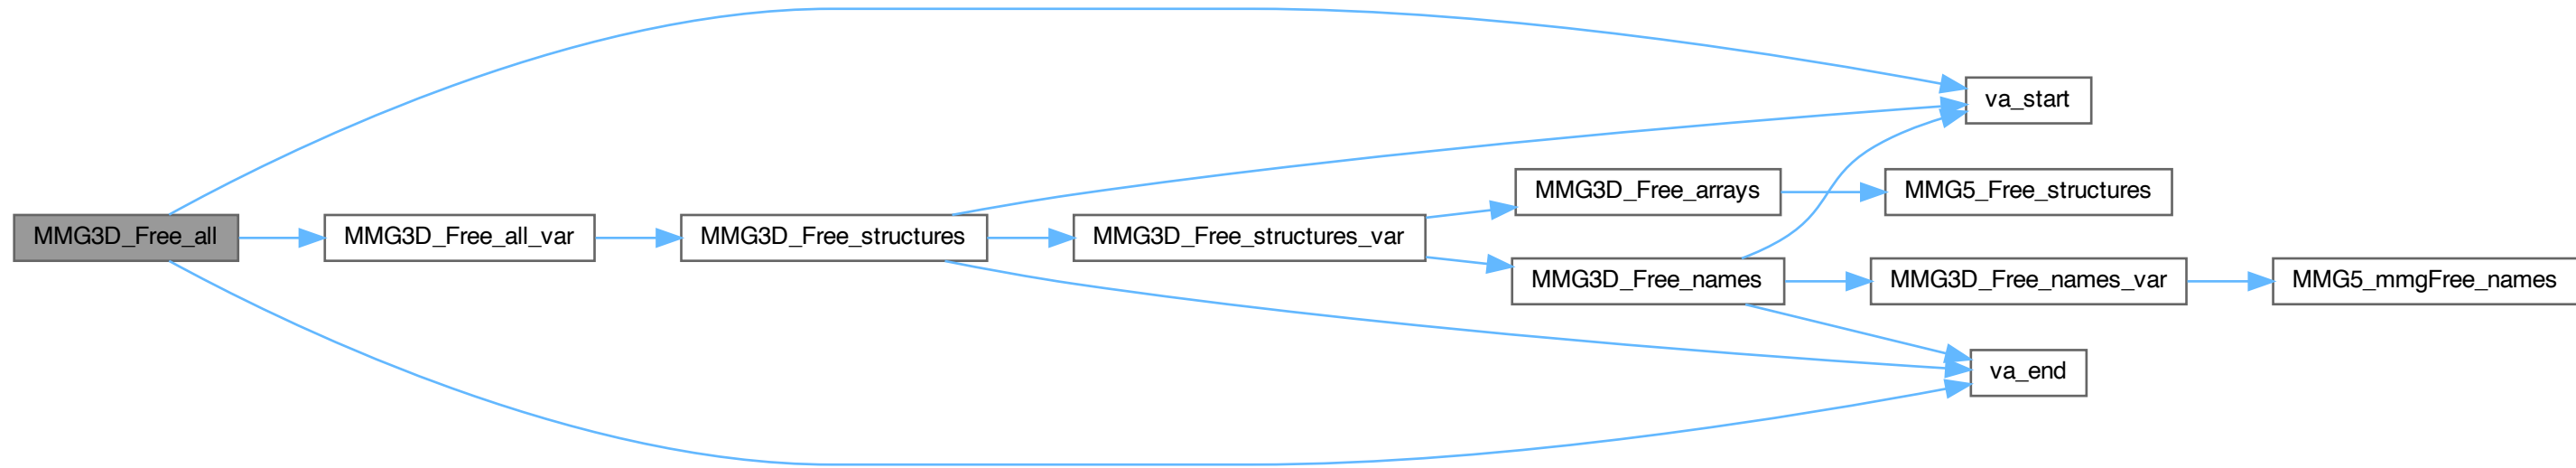 MMG3D_Free_all
MMG3D_Free_all_var
MMG3D_Free_structures
MMG3D_Free_structures_var
MMG3D_Free_arrays
MMG3D_Free_names
va_start
MMG5_Free_structures
MMG3D_Free_names_var
va_end
MMG5_mmgFree_names